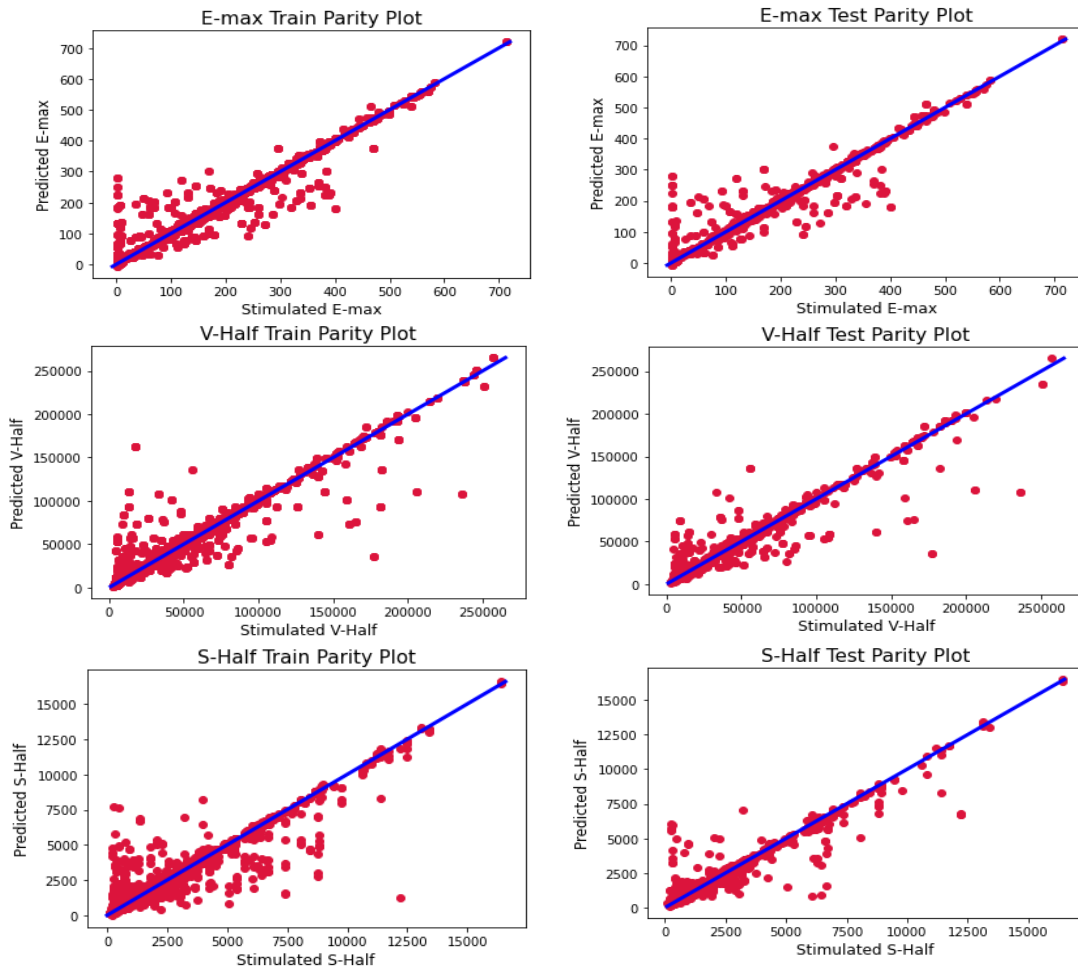 E-max Train Parity Plot
Predicted E-max
700
600
500
400
300
200
100
0
0 100 200 300 400 500 600 700
Stimulated E-max
E-max Test Parity Plot
Predicted E-max
700
600
500
400
300
200
100
0
0 100 200 300 400 500 600 700
Stimulated E-max
V-Half Train Parity Plot
Predicted V-Half
250000
200000
150000
100000
50000
0
0 50000 100000 150000 200000 250000
Stimulated V-Half
V-Half Test Parity Plot
Predicted V-Half
250000
200000
150000
100000
50000
0
0 50000 100000 150000 200000 250000
Stimulated V-Half
S-Half Train Parity Plot
Predicted S-Half
15000
12500
10000
7500
5000
2500
0
0 2500 5000 7500 10000 12500 15000
Stimulated S-Half
S-Half Test Parity Plot
Predicted S-Half
15000
12500
10000
7500
5000
2500
0
0 2500 5000 7500 10000 12500 15000
Stimulated S-Half